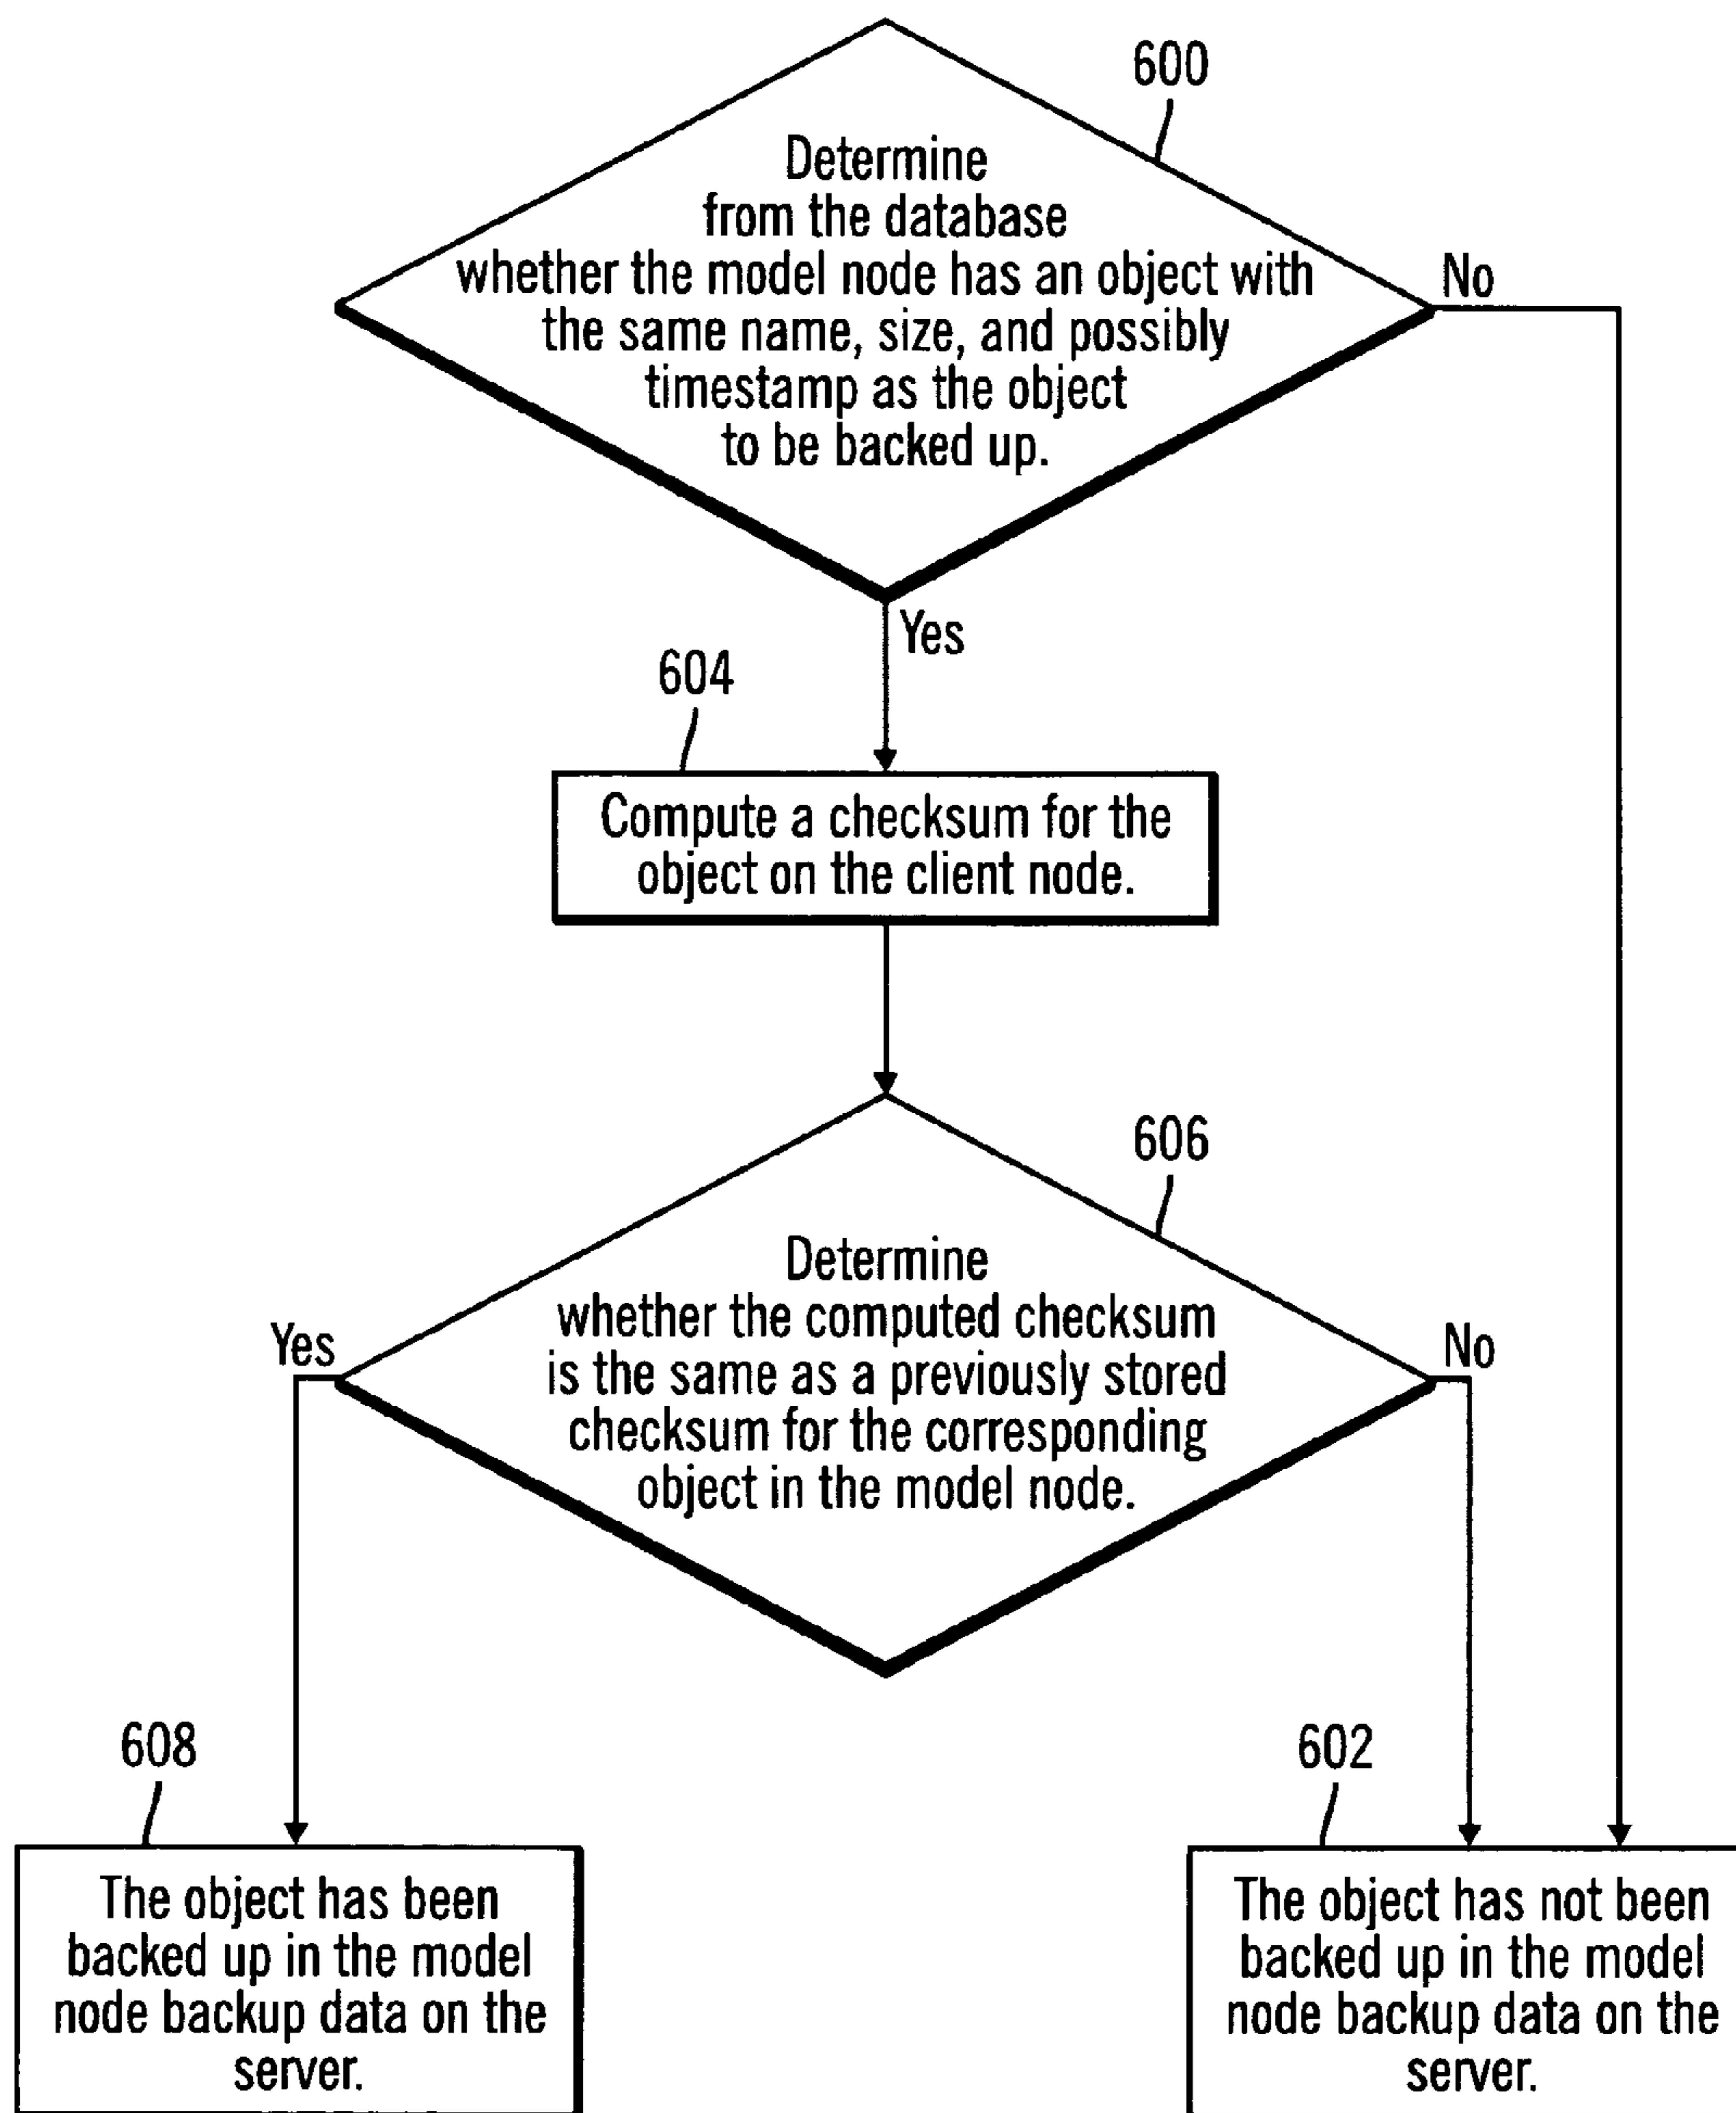 600
Determine
from the database
whether the model node has an object with
the same name, size, and possibly
timestamp as the object
to be backed up.
No
Yes
604
Compute a checksum for the
object on the client node.
606
Determine
whether the computed checksum
is the same as a previously stored
checksum for the corresponding
object in the model node.
Yes
No
608
The object has been
backed up in the model
node backup data on the
server.
602
The object has not been
backed up in the model
node backup data on the
server.